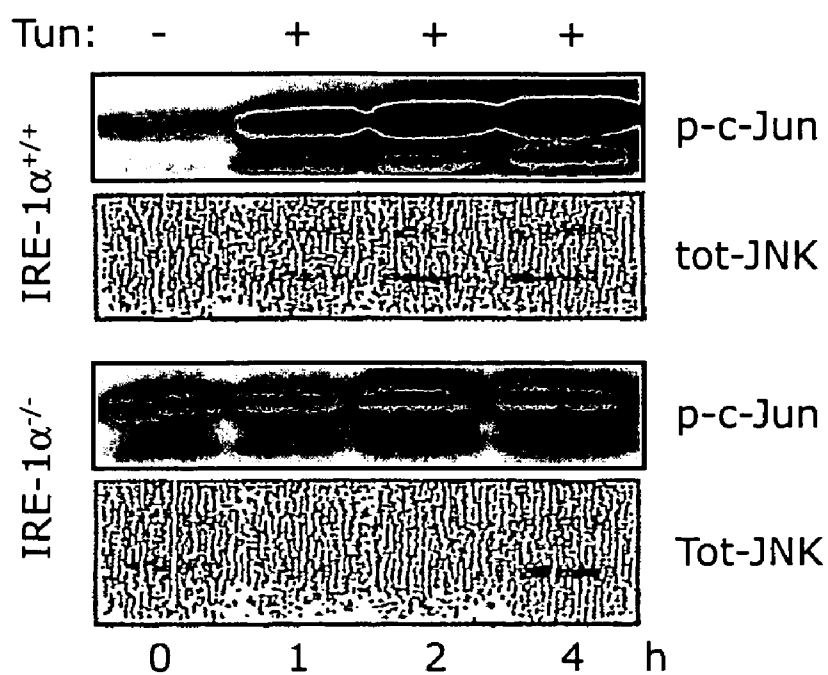 Tun: - + + +
IRE-1α+/+
p-c-Jun
tot-JNK
IRE-1α-/-
p-c-Jun
Tot-JNK
0 1 2 4 h